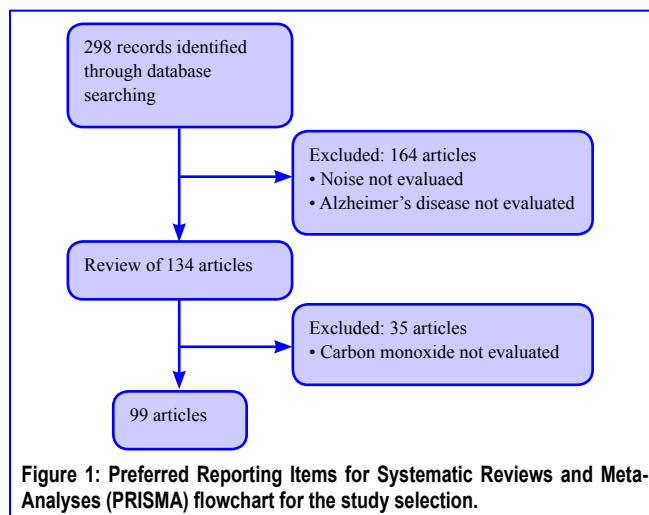 298 records identified
through database
searching
Excluded: 164 articles
• Noise not evaluaed
• Alzheimer's disease not evaluated
Review of 134 articles
Excluded: 35 articles
• Carbon monoxide not evaluated
99 articles
Figure 1: Preferred Reporting Items for Systematic Reviews and Meta-
Analyses (PRISMA) flowchart for the study selection.